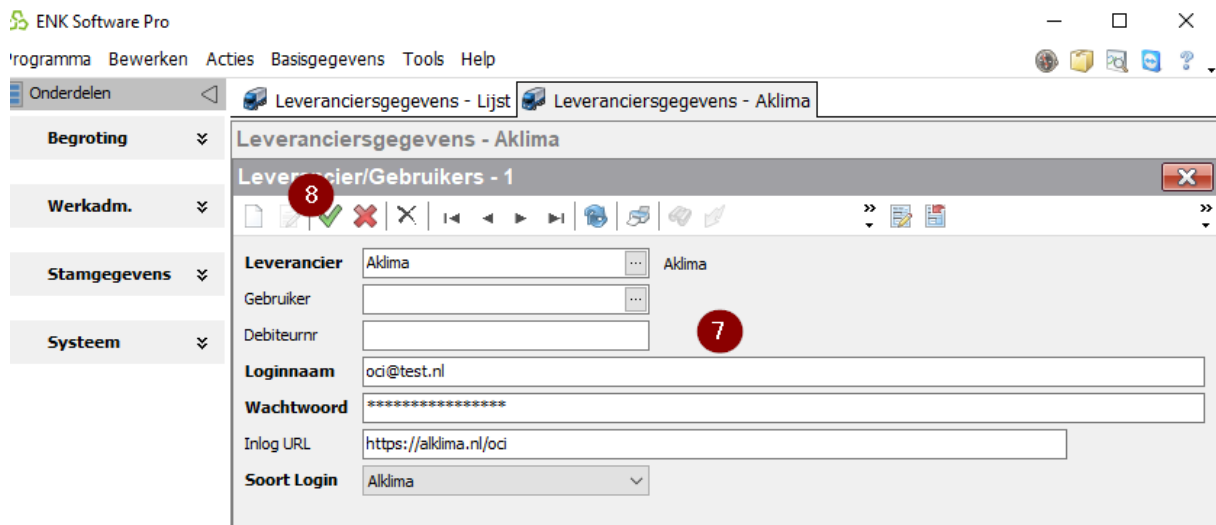 ENK Software Pro
Programma Bewerken Acties Basisgegevens Tools Help
Onderdelen
Leveranciersgegevens - Lijst
Leveranciersgegevens - Aklima
Begroting
Leveranciersgegevens - Aklima
Leverancier/Gebruikers - 1
8
Werkadm.
Stamgegevens
Systeem
Leverancier Aklima ... Aklima
Gebruiker ...
Debiteurnr
7
Loginnaam oci@test.nl
Wachtwoord ****************
Inlog URL https://alklima.nl/oci
Soort Login Alklima